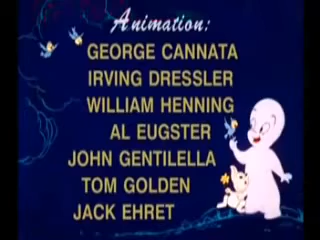 Animation:
GEORGE CANNATA
IRVING DRESSLER
WILLIAM HENNING
AL EUGSTER
JOHN GENTILELLA
TOM GOLDEN
JACK EHRET